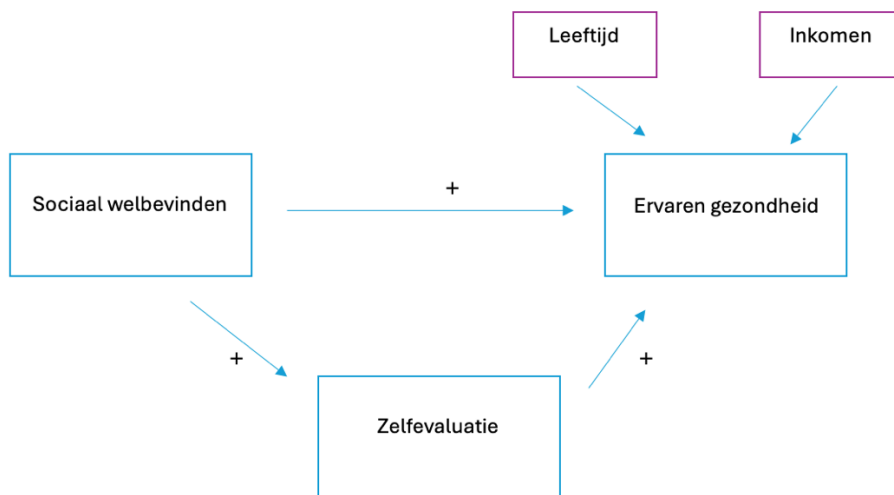 Leeftijd
Inkomen
+
Sociaal welbevinden
Ervaren gezondheid
+
+
Zelfevaluatie